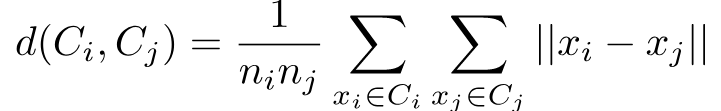 d(C_i, C_j) = \frac{1}{n_i n_j} \sum_{x_i \in C_i} \sum_{x_j \in C_j} ||x_i - x_j||